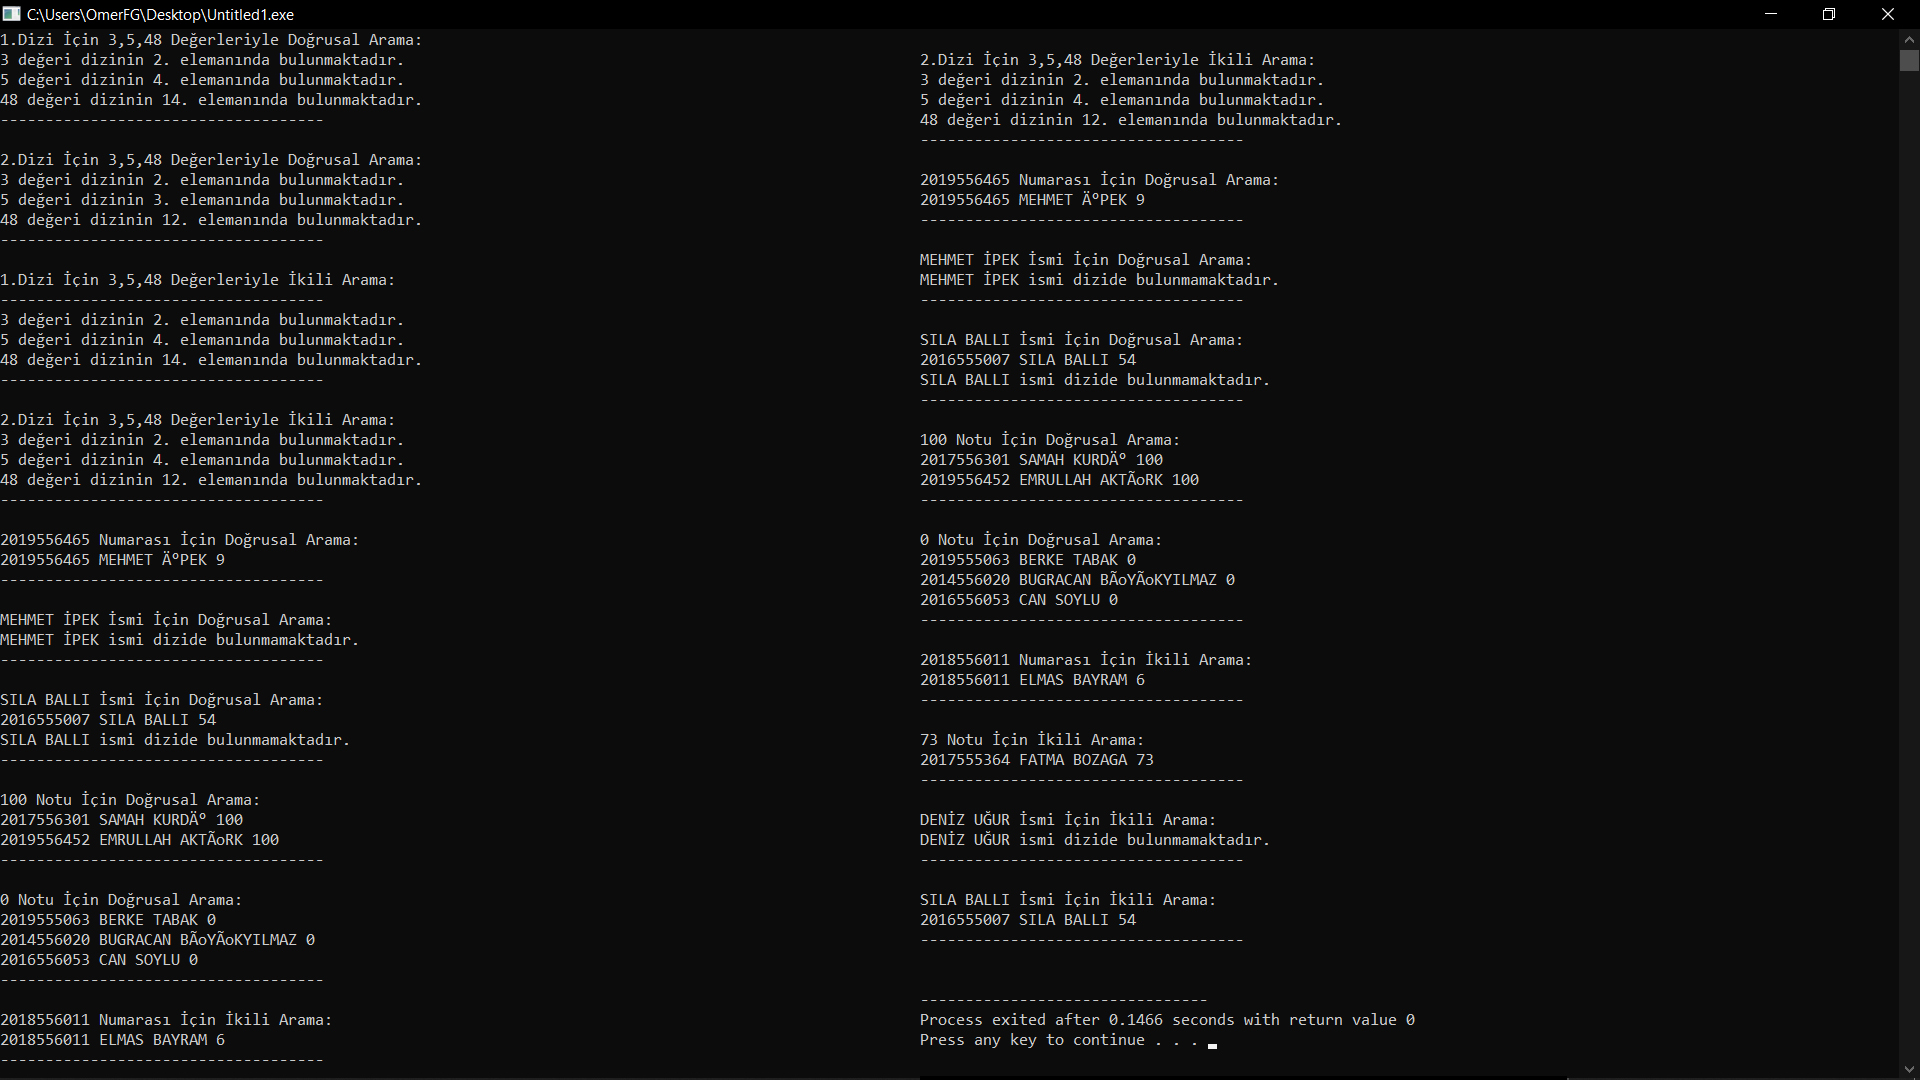 C:\Users\OmerFG\Desktop\Untitled1.exe
1.Dizi İçin 3,5,48 Değerleriyle Doğrusal Arama:
3 değeri dizinin 2. elemanında bulunmaktadır.
5 değeri dizinin 4. elemanında bulunmaktadır.
48 değeri dizinin 14. elemanında bulunmaktadır.
------------------------------------
2.Dizi İçin 3,5,48 Değerleriyle Doğrusal Arama:
3 değeri dizinin 2. elemanında bulunmaktadır.
5 değeri dizinin 3. elemanında bulunmaktadır.
48 değeri dizinin 12. elemanında bulunmaktadır.
------------------------------------
1.Dizi İçin 3,5,48 Değerleriyle İkili Arama:
------------------------------------
3 değeri dizinin 2. elemanında bulunmaktadır.
5 değeri dizinin 4. elemanında bulunmaktadır.
48 değeri dizinin 14. elemanında bulunmaktadır.
------------------------------------
2.Dizi İçin 3,5,48 Değerleriyle İkili Arama:
3 değeri dizinin 2. elemanında bulunmaktadır.
5 değeri dizinin 4. elemanında bulunmaktadır.
48 değeri dizinin 12. elemanında bulunmaktadır.
------------------------------------
2019556465 Numarası İçin Doğrusal Arama:
2019556465 MEHMET ÄºPEK 9
------------------------------------
MEHMET İPEK İsmi İçin Doğrusal Arama:
MEHMET İPEK ismi dizide bulunmamaktadır.
------------------------------------
SILA BALLI İsmi İçin Doğrusal Arama:
2016555007 SILA BALLI 54
SILA BALLI ismi dizide bulunmamaktadır.
------------------------------------
100 Notu İçin Doğrusal Arama:
2017556301 SAMAH KURDÄº 100
2019556452 EMRULLAH AKTÃoRK 100
------------------------------------
0 Notu İçin Doğrusal Arama:
2019555063 BERKE TABAK 0
2014556020 BUGRACAN BÃoYÃoKYILMAZ 0
2016556053 CAN SOYLU 0
------------------------------------
2018556011 Numarası İçin İkili Arama:
2018556011 ELMAS BAYRAM 6
------------------------------------
2.Dizi İçin 3,5,48 Değerleriyle İkili Arama:
3 değeri dizinin 2. elemanında bulunmaktadır.
5 değeri dizinin 4. elemanında bulunmaktadır.
48 değeri dizinin 12. elemanında bulunmaktadır.
------------------------------------
2019556465 Numarası İçin Doğrusal Arama:
2019556465 MEHMET ÄºPEK 9
------------------------------------
MEHMET İPEK İsmi İçin Doğrusal Arama:
MEHMET İPEK ismi dizide bulunmamaktadır.
------------------------------------
SILA BALLI İsmi İçin Doğrusal Arama:
2016555007 SILA BALLI 54
SILA BALLI ismi dizide bulunmamaktadır.
------------------------------------
100 Notu İçin Doğrusal Arama:
2017556301 SAMAH KURDÄº 100
2019556452 EMRULLAH AKTÃoRK 100
------------------------------------
0 Notu İçin Doğrusal Arama:
2019555063 BERKE TABAK 0
2014556020 BUGRACAN BÃoYÃoKYILMAZ 0
2016556053 CAN SOYLU 0
------------------------------------
2018556011 Numarası İçin İkili Arama:
2018556011 ELMAS BAYRAM 6
------------------------------------
73 Notu İçin İkili Arama:
2017555364 FATMA BOZAGA 73
------------------------------------
DENİZ UĞUR İsmi İçin İkili Arama:
DENİZ UĞUR ismi dizide bulunmamaktadır.
------------------------------------
SILA BALLI İsmi İçin İkili Arama:
2016555007 SILA BALLI 54
------------------------------------
--------------------------------
Process exited after 0.1466 seconds with return value 0
Press any key to continue . . .